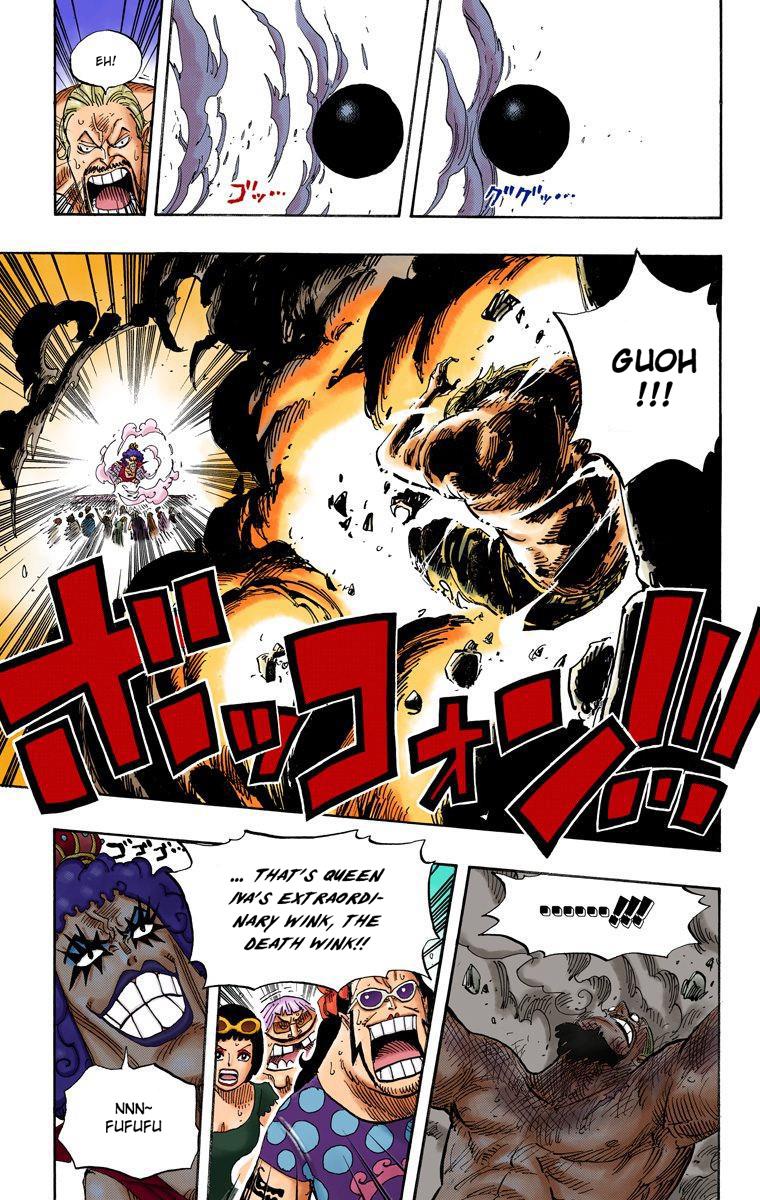 ググッ…
ゴッ…
EH!
GUOH
!!!
ボッコォン!!!
......!!!
... THAT'S QUEEN
IVA'S
EXTRAORDI-
NARY WINK, THE
DEATH WINK!!
ゴゴゴ…
NNN~
FUFUFU